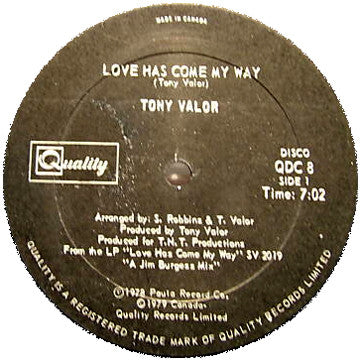 MADE IN CANADA
LOVE HAS COME MY WAY
(Tony Valor)
TONY VALOR
Quality
DISCO
QDC 8
SIDE 1
Time: 7:02
Arranged by: S. Robbins & T. Valor
Produced by Tony Valor
Produced for T.N.T. Productions
From the LP "Love Has Come My Way" SV 2019
"A Jim Burgess Mix"
Ⓟ1978 Paula Record Co.
Ⓒ1979 Canada.
Quality Records Limited
QUALITY IS A REGISTERED TRADE MARK OF QUALITY RECORDS LIMITED